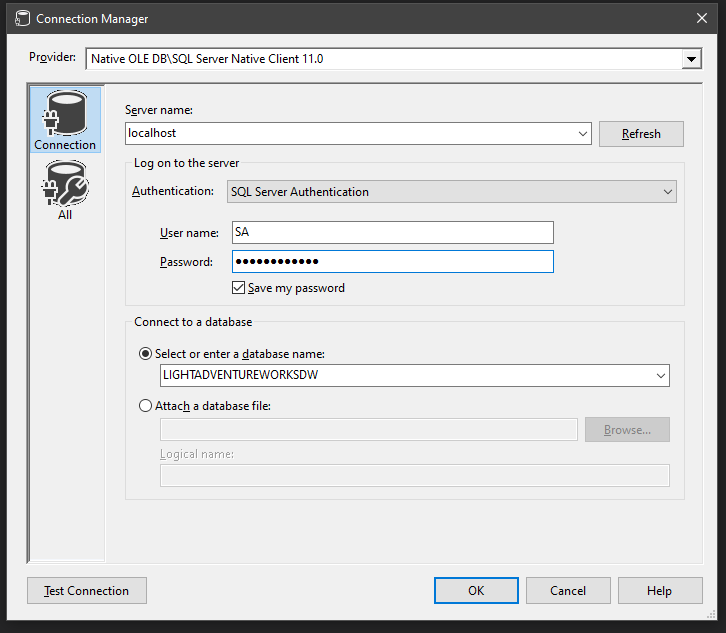 Connection Manager
Provider: Native OLE DB\SQL Server Native Client 11.0
Connection
All
Server name:
localhost Refresh
Log on to the server
Authentication: SQL Server Authentication
User name: SA
Password: ●●●●●●●●●●●●
Save my password
Connect to a database
Select or enter a database name:
LIGHTADVENTUREWORKSDW
Attach a database file:
Browse...
Logical name:
Test Connection OK Cancel Help